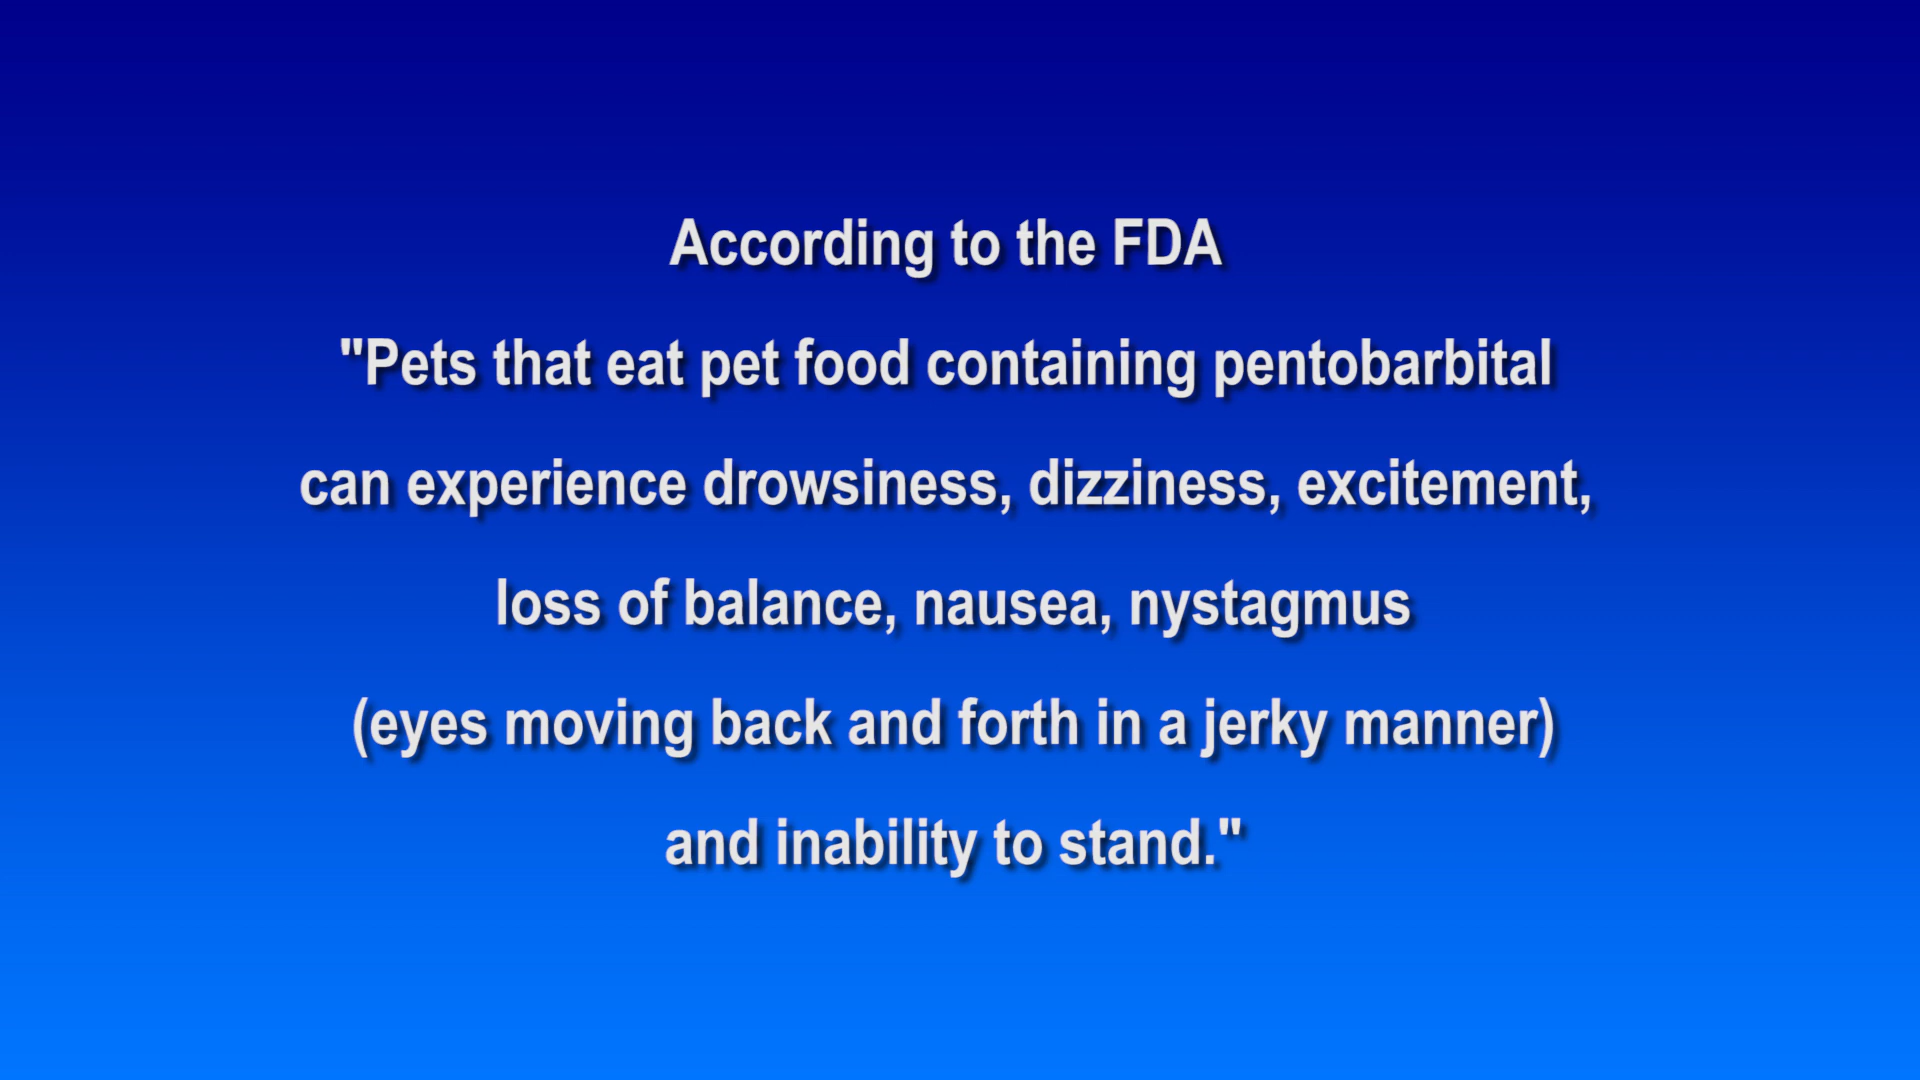 According to the FDA
"Pets that eat pet food containing pentobarbital
can experience drowsiness, dizziness, excitement,
loss of balance, nausea, nystagmus
(eyes moving back and forth in a jerky manner)
and inability to stand."